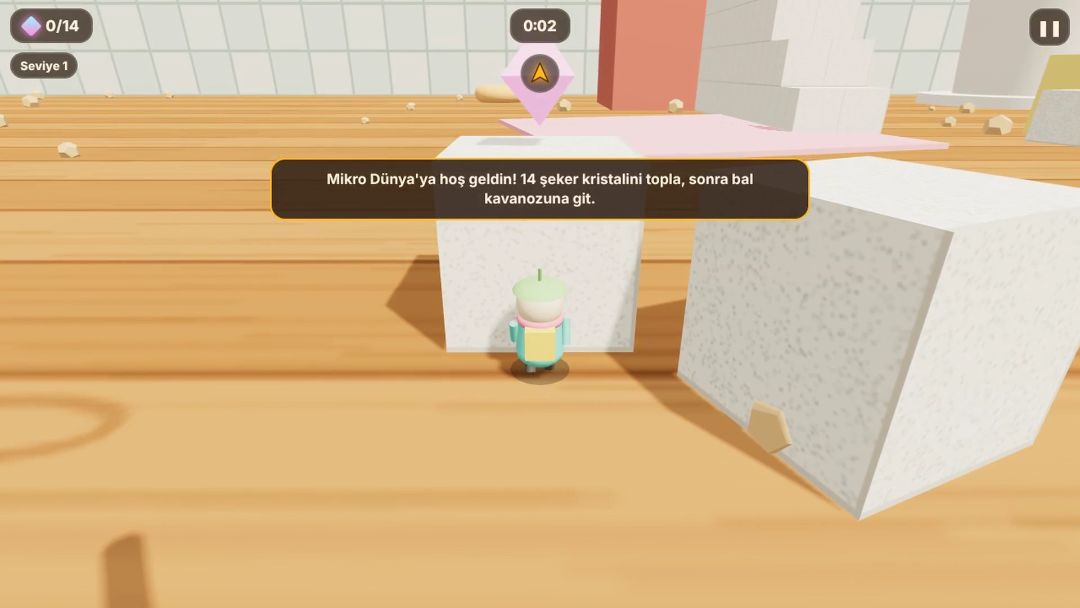 0/14
0:02
Seviye 1
Mikro Dünya'ya hoş geldin! 14 şeker kristalini topla, sonra bal
kavanozuna git.